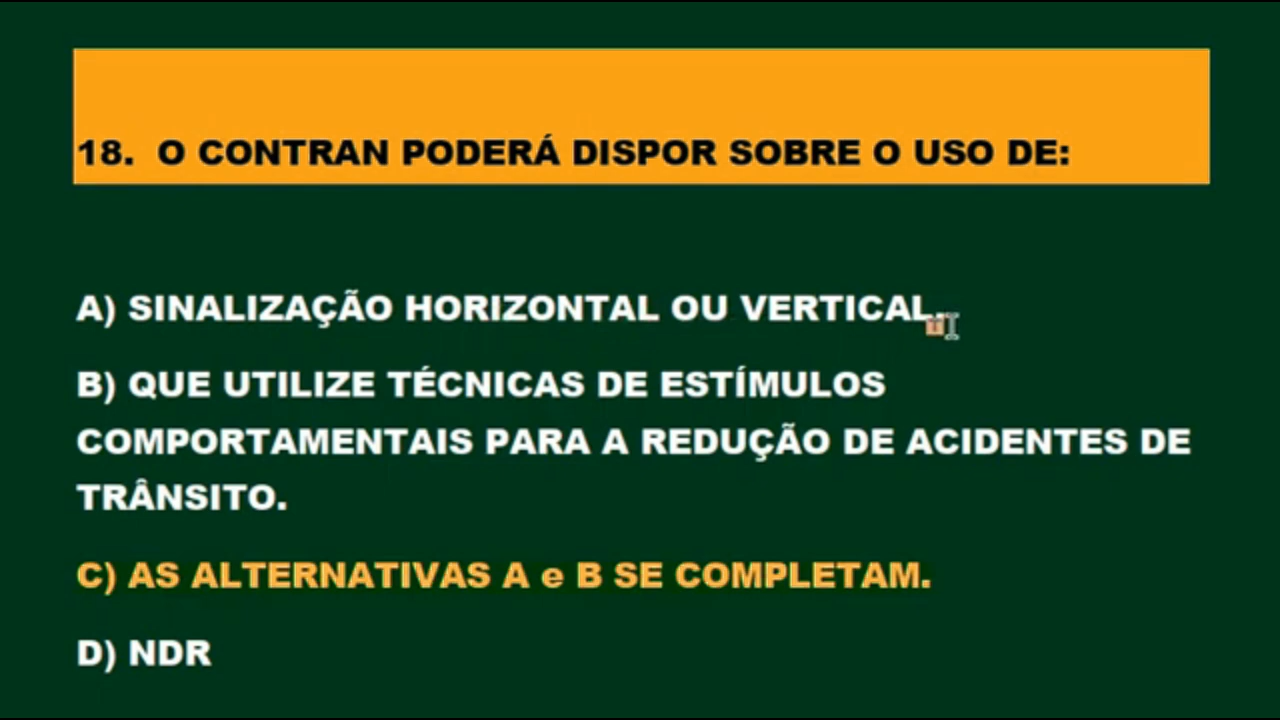 18. O CONTRAN PODERÁ DISPOR SOBRE O USO DE:
A) SINALIZAÇÃO HORIZONTAL OU VERTICAL.
B) QUE UTILIZE TÉCNICAS DE ESTÍMULOS
COMPORTAMENTAIS PARA A REDUÇÃO DE ACIDENTES DE
TRÂNSITO.
C) AS ALTERNATIVAS A e B SE COMPLETAM.
D) NDR